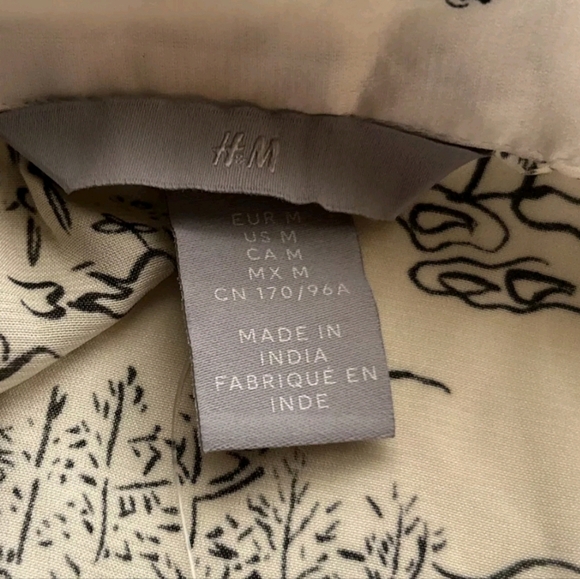 H&M
EUR M
US M
CA M
MX M
CN 170/96A
MADE IN
INDIA
FABRIQUÉ EN
INDE